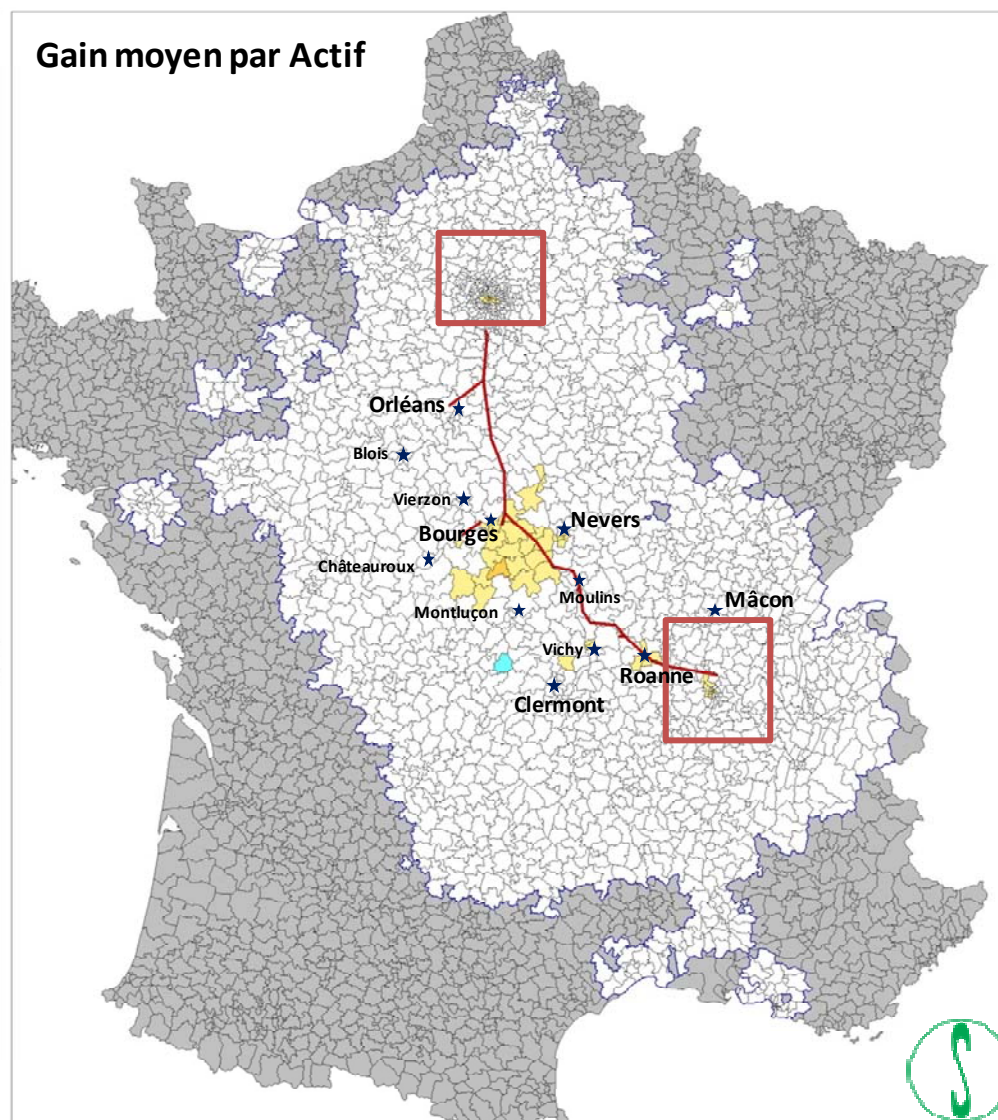 Gain moyen par Actif
Orléans
Blois
Vierzon
Bourges
Nevers
Châteauroux
Moulins
Montluçon
Mâcon
Vichy
Roanne
Clermont
S